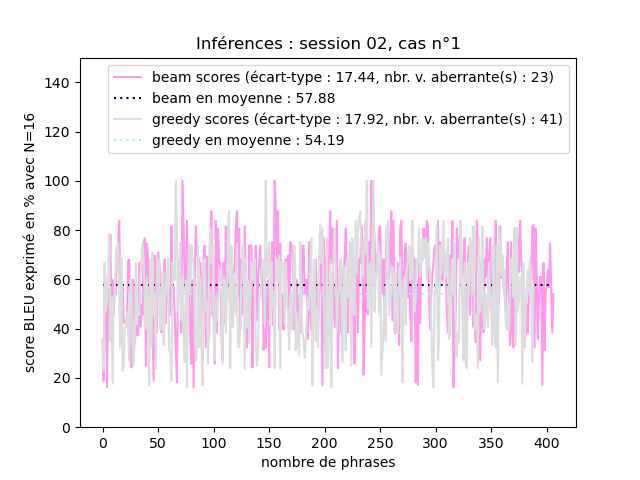 Inférences : session 02, cas n°1
beam scores (écart-type : 17.44, nbr. v. aberrante(s) : 23)
beam en moyenne : 57.88
greedy scores (écart-type : 17.92, nbr. v. aberrante(s) : 41)
greedy en moyenne : 54.19
score BLEU exprimé en % avec N=16
140
120
100
80
60
40
20
0
0 50 100 150 200 250 300 350 400
nombre de phrases